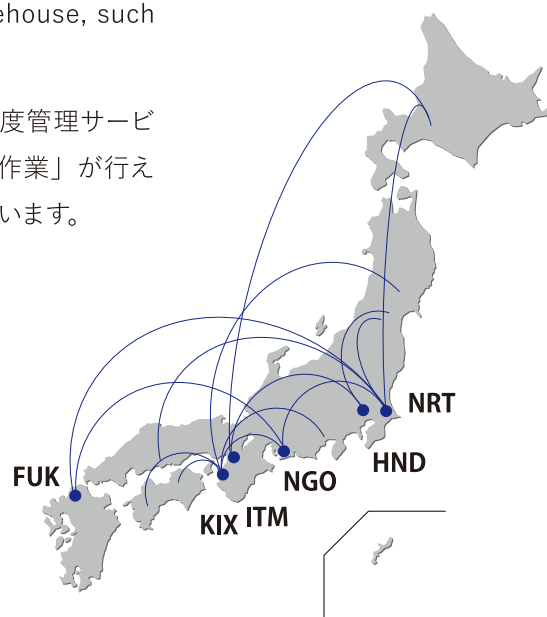 ehouse, such
度管理サービ
作業」が行え
います。
NRT
HND
NGO
FUK
KIX
ITM